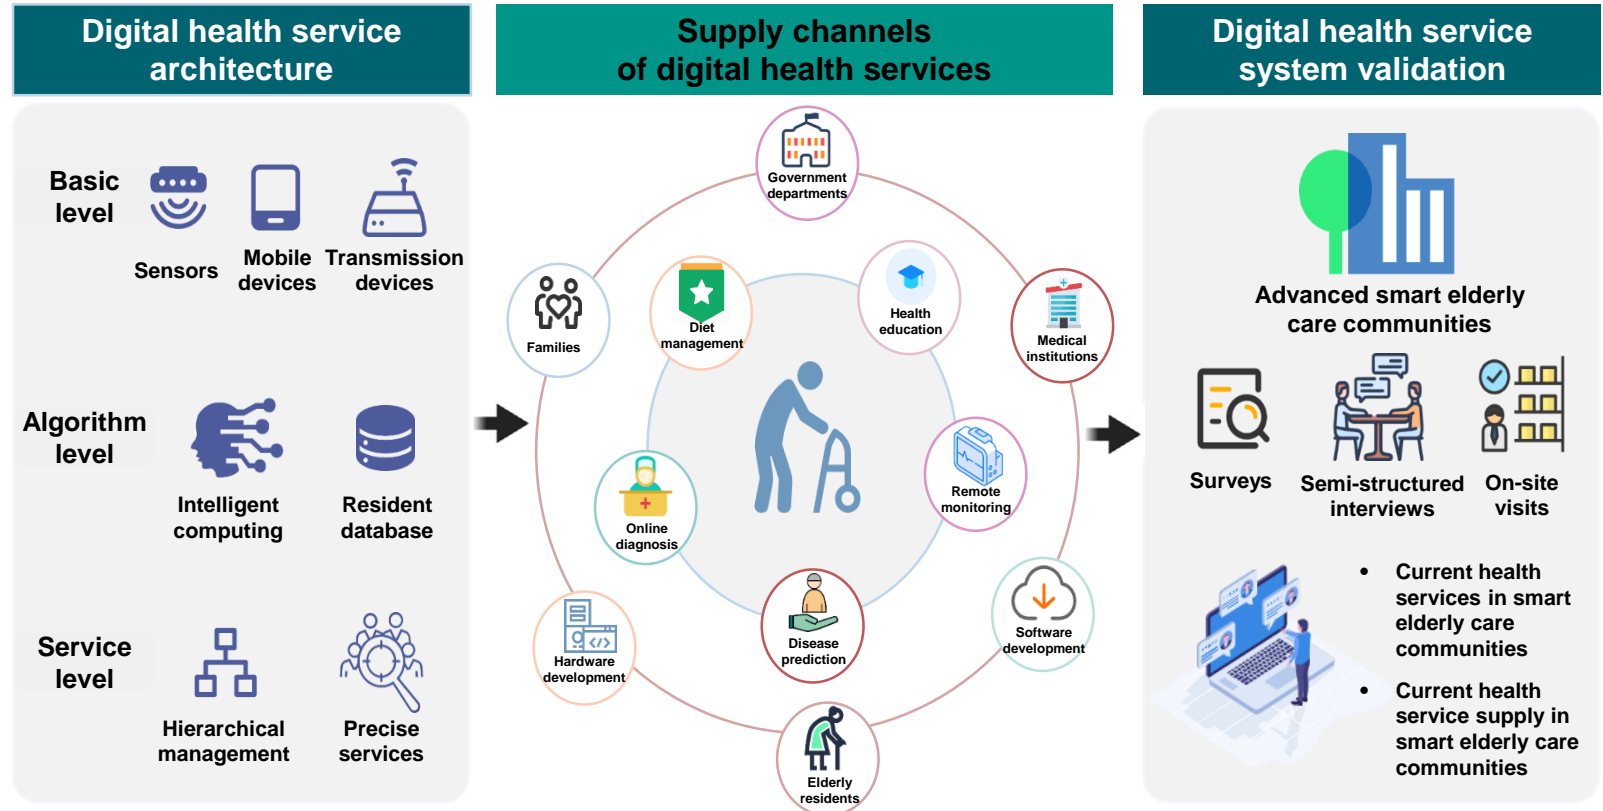 Digital health service
architecture
Basic
level
Sensors
Mobile
devices
Transmission
devices
Algorithm
level
Intelligent
computing
Resident
database
Service
level
Hierarchical
management
Precise
services
Supply channels
of digital health services
Government
departments
Families
Diet
management
Health
education
Medical
institutions
Online
diagnosis
Remote
monitoring
Hardware
development
Disease
prediction
Software
development
Elderly
residents
Digital health service
system validation
Advanced smart elderly
care communities
Surveys
Semi-structured
interviews
On-site
visits
• Current health
services in smart
elderly care
communities
• Current health
service supply in
smart elderly care
communities